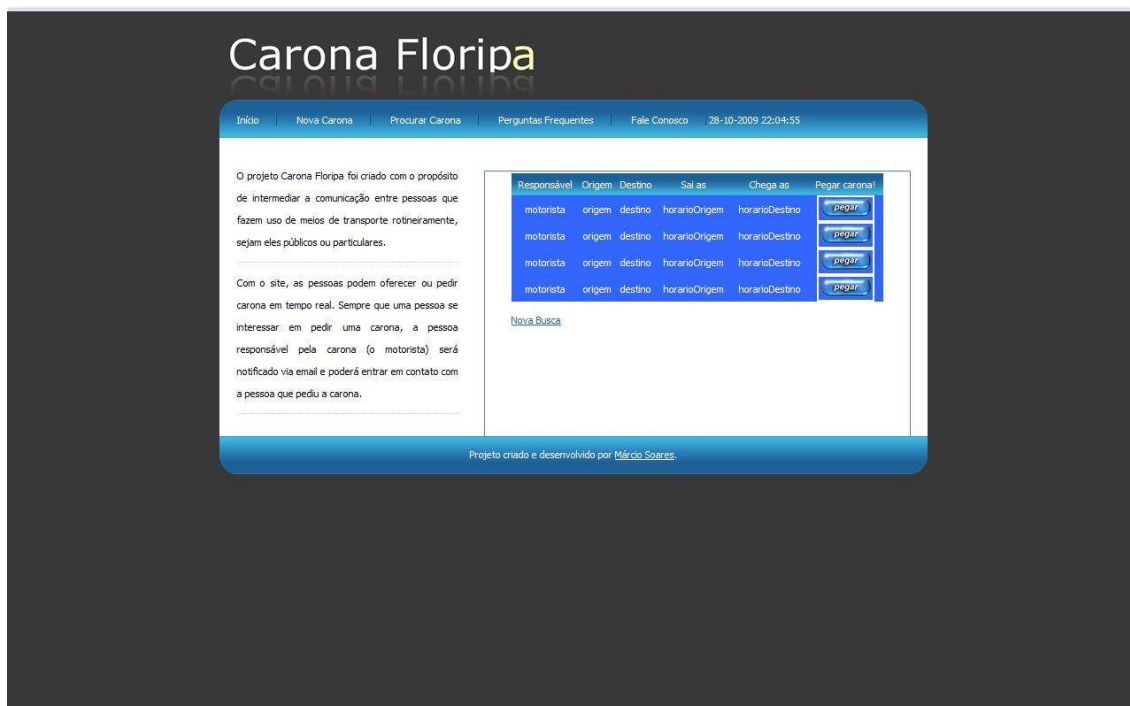 Carona Floripa
Início Nova Carona Procurar Carona Perguntas Frequentes Fale Conosco 28-10-2009 22:04:55
O projeto Carona Floripa foi criado com o propósito
de intermediar a comunicação entre pessoas que
fazem uso de meios de transporte rotineiramente,
sejam eles públicos ou particulares.
Com o site, as pessoas podem oferecer ou pedir
carona em tempo real. Sempre que uma pessoa se
interessar em pedir uma carona, a pessoa
responsável pela carona (o motorista) será
notificado via email e poderá entrar em contato com
a pessoa que pediu a carona.
Responsável Origem Destino Sai as Chega as Pegar carona!
motorista origem destino horarioOrigem horarioDestino pegar
motorista origem destino horarioOrigem horarioDestino pegar
motorista origem destino horarioOrigem horarioDestino pegar
motorista origem destino horarioOrigem horarioDestino pegar
Nova Busca
Projeto criado e desenvolvido por Márcio Soares.